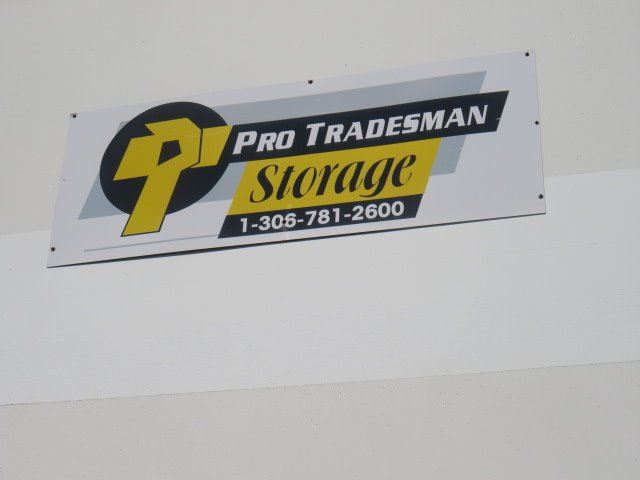 PRO TRADESMAN
Storage
1-306-781-2600